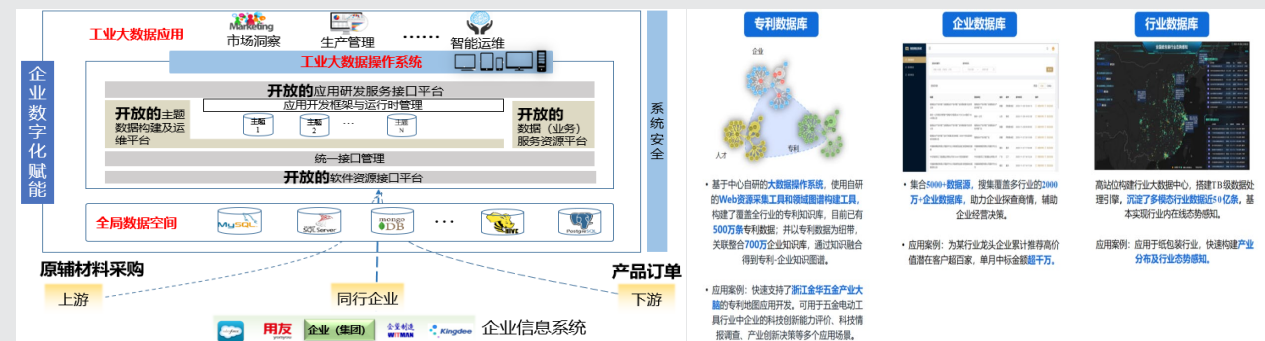 工业大数据应用
Marketing
市场洞察
生产管理
......
智能运维
工业大数据操作系统
企业数字化赋能
开放的应用研发服务接口平台
应用开发框架与运行时管理
开放的主题
数据构建及运
维平台
主题
1
主题
2
...
主题
N
开放的
数据（业务）
服务资源平台
统一接口管理
开放的软件资源接口平台
系统安全
全局数据空间
MySQL
SQL Server
mongo
DB
...
HIVE
PostgreSQL
原辅材料采购
上游
同行企业
产品订单
下游
用友
企业（集团）
Kingdee
企业信息系统
专利数据库
企业
人才
专利
• 基于中心自研的大数据操作系统，使用自研
的Web资源采集工具和领域图谱构建工具，
构建了覆盖全行业的专利知识库，目前已有
500万条专利数据；并以专利数据为纽带，
关联整合700万企业知识库，通过知识融合
得到专利-企业知识图谱。
• 应用案例：快速支持了浙江金华五金产业大
脑的专利地图应用开发，可用于五金电动工
具行业中企业的科技创新能力评价、科技情
报调查、产业创新决策等多个应用场景。
企业数据库
• 集合5000+数据源，搜集覆盖多行业的2000
万+企业数据库，助力企业探查商情，辅助
企业经营决策。
• 应用案例：为某行业龙头企业累计推荐高价
值潜在客户超百家，单月中标金额超千万。
行业数据库
高站位构建行业大数据中心，搭建TB级数据处
理引擎，沉淀了多模态行业数据近50亿条，基
本实现行业内在线态势感知。
应用案例：应用于纸包装行业，快速构建产业
分布及行业态势感知。